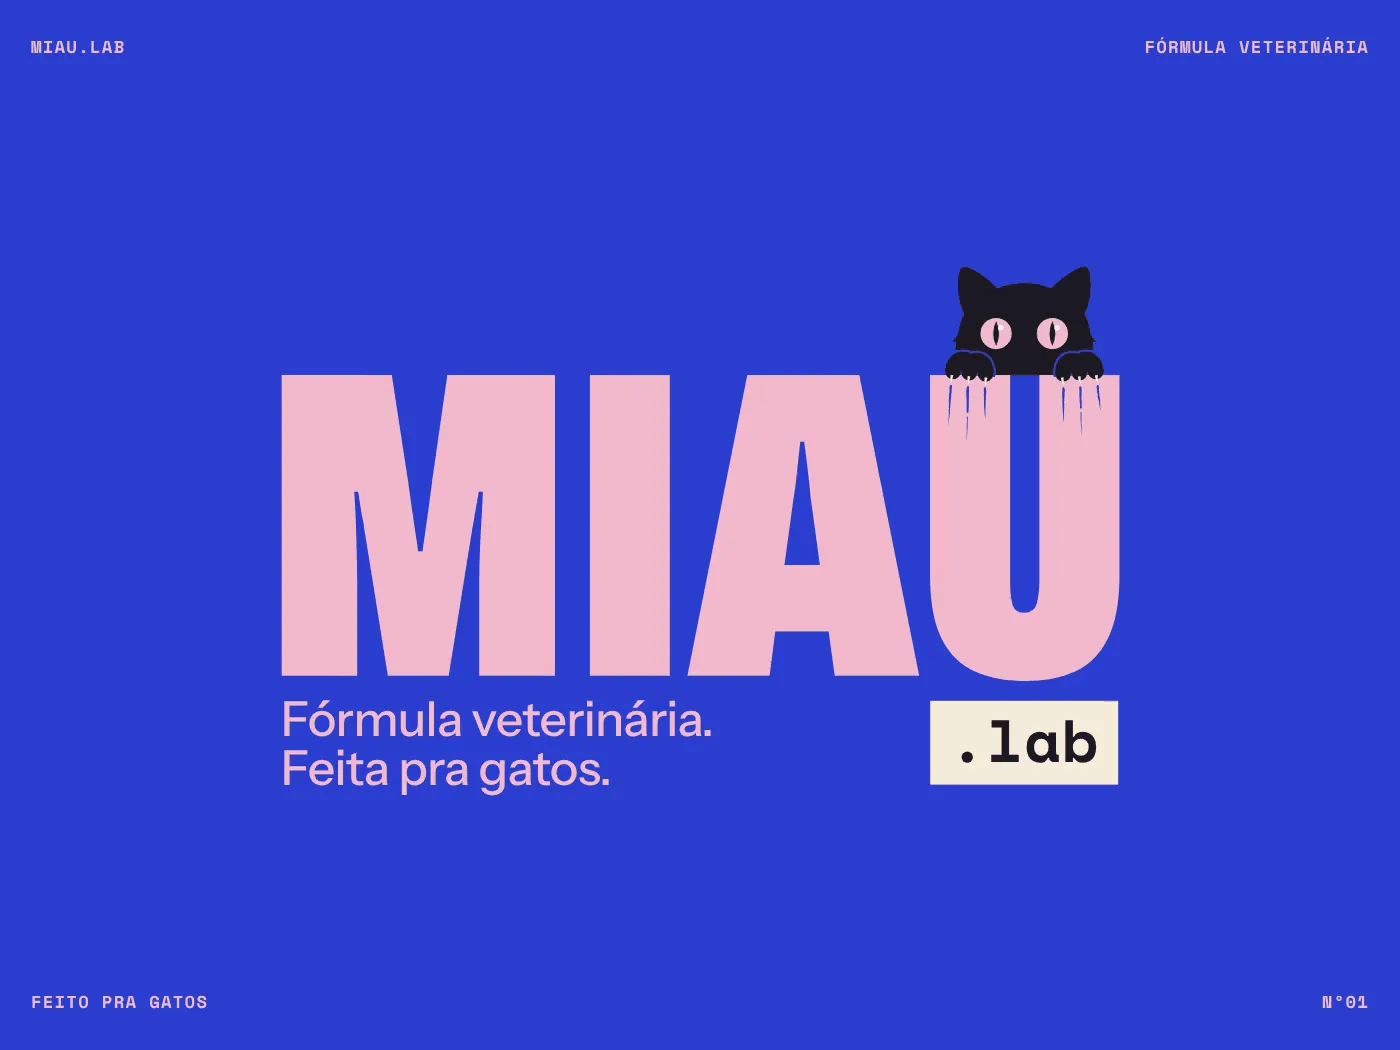 MIAU.LAB
FÓRMULA VETERINÁRIA
MIAU
Fórmula veterinária.
Feita pra gatos.
.lab
FEITO PRA GATOS
N°01